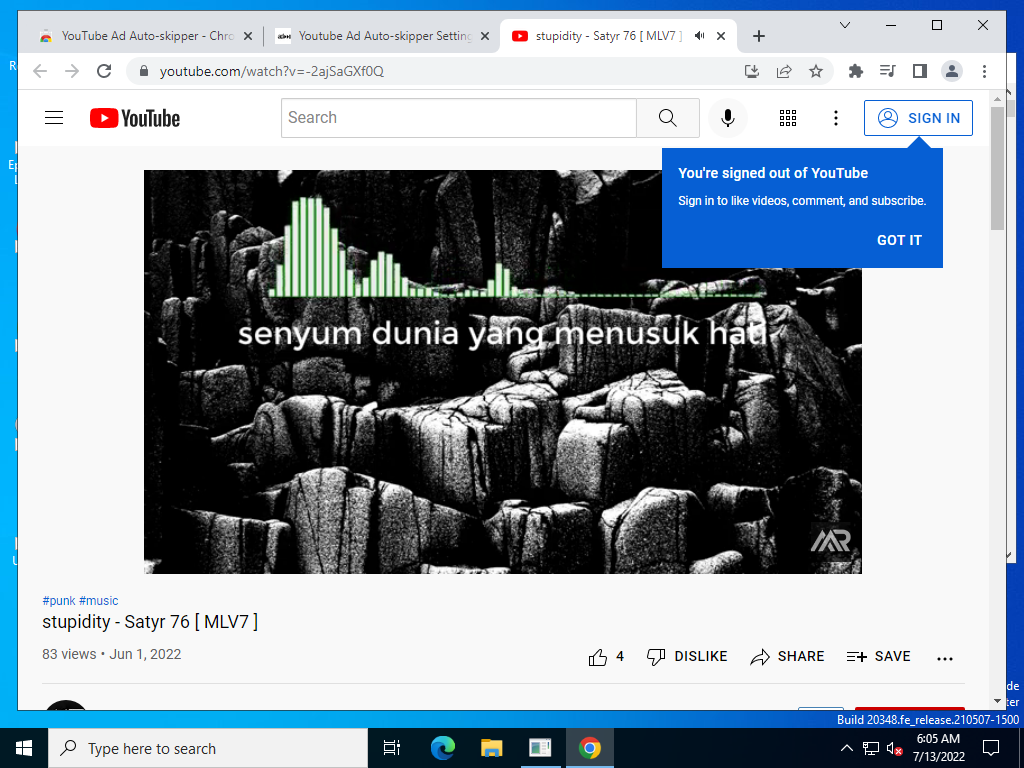 YouTube Ad Auto-skipper - Chro
Youtube Ad Auto-skipper Setting
stupidity - Satyr 76 [ MLV7 ]
youtube.com/watch?v=-2ajSaGXf0Q
YouTube
Search
SIGN IN
You're signed out of YouTube
Sign in to like videos, comment, and subscribe.
GOT IT
senyum dunia yang menusuk hati
#punk #music
stupidity - Satyr 76 [ MLV7 ]
83 views • Jun 1, 2022
4
DISLIKE
SHARE
SAVE
Build 20348.fe_release.210507-1500
Type here to search
6:05 AM
7/13/2022